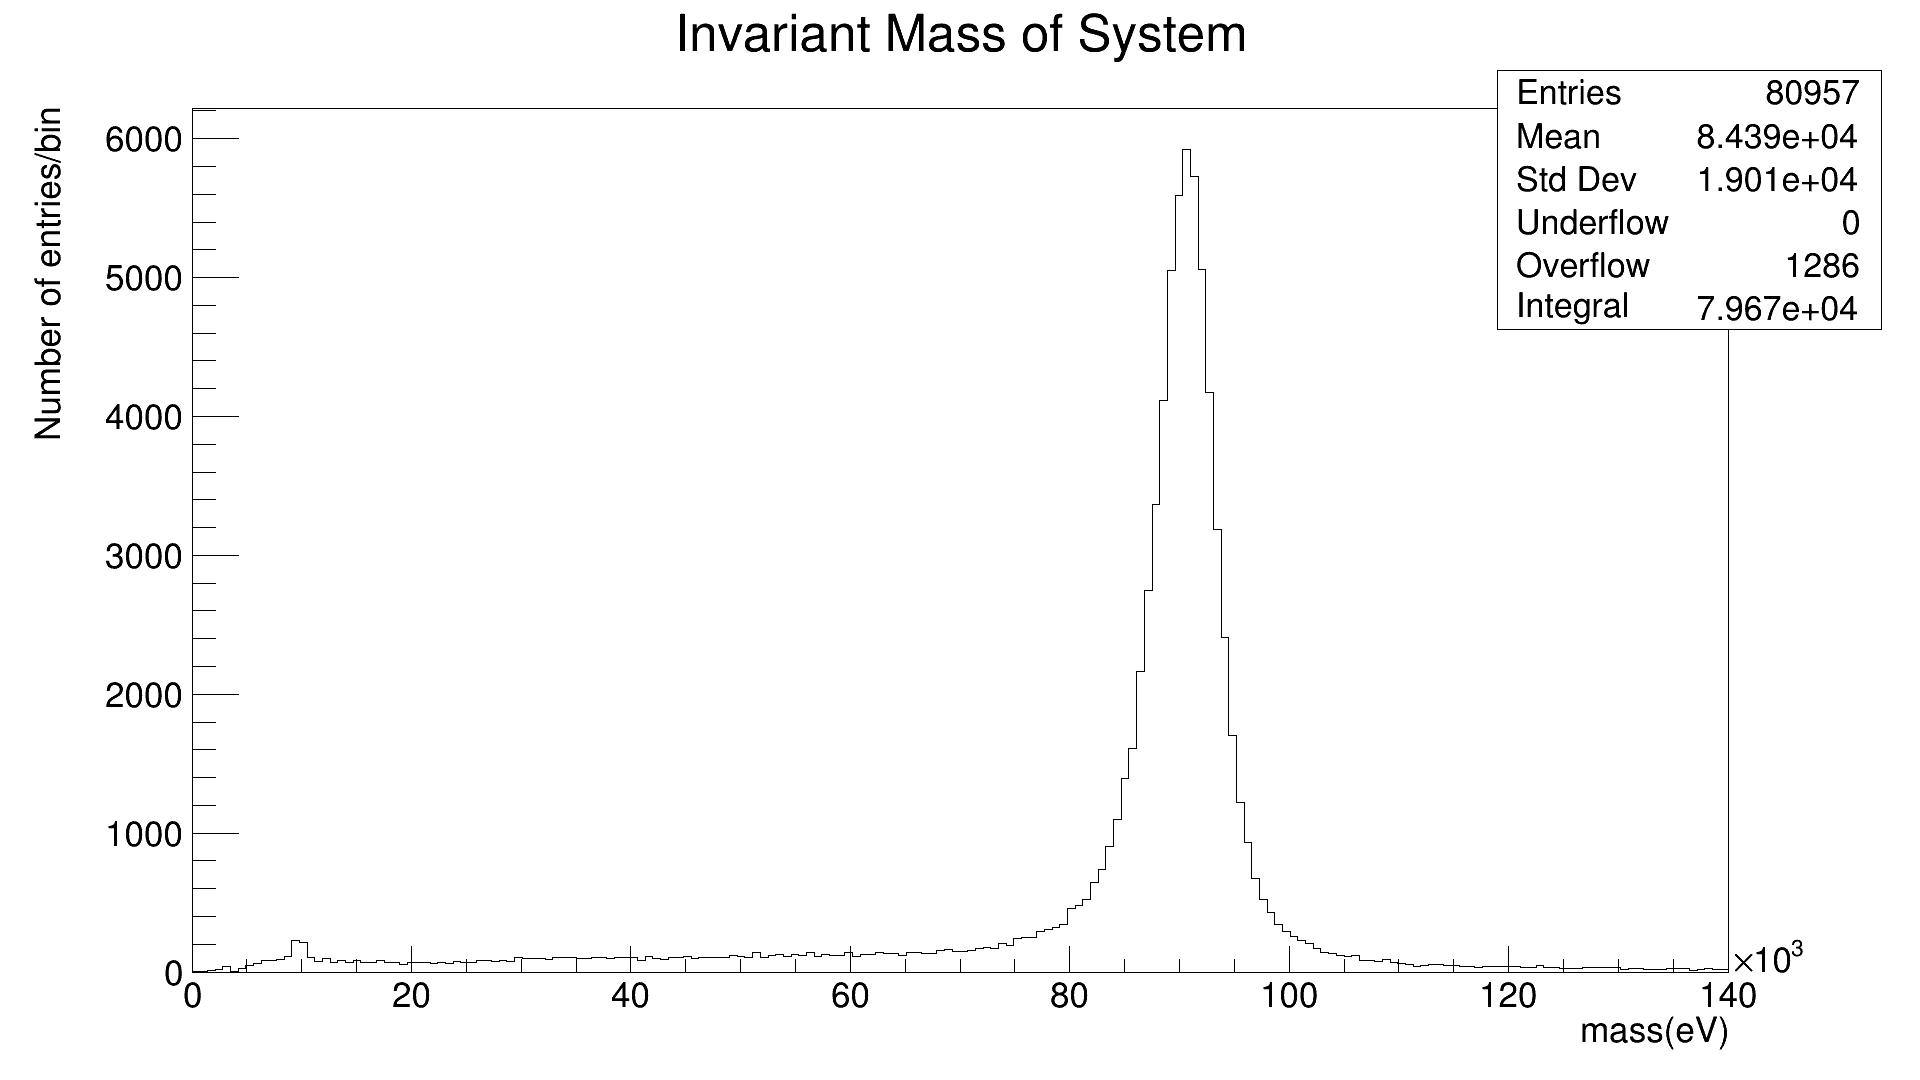 Invariant Mass of System
Entries 80957
Mean 8.439e+04
Std Dev 1.901e+04
Underflow 0
Overflow 1286
Integral 7.967e+04
Number of entries/bin
6000
5000
4000
3000
2000
1000
0
0 20 40 60 80 100 120 140
×10³
mass(eV)